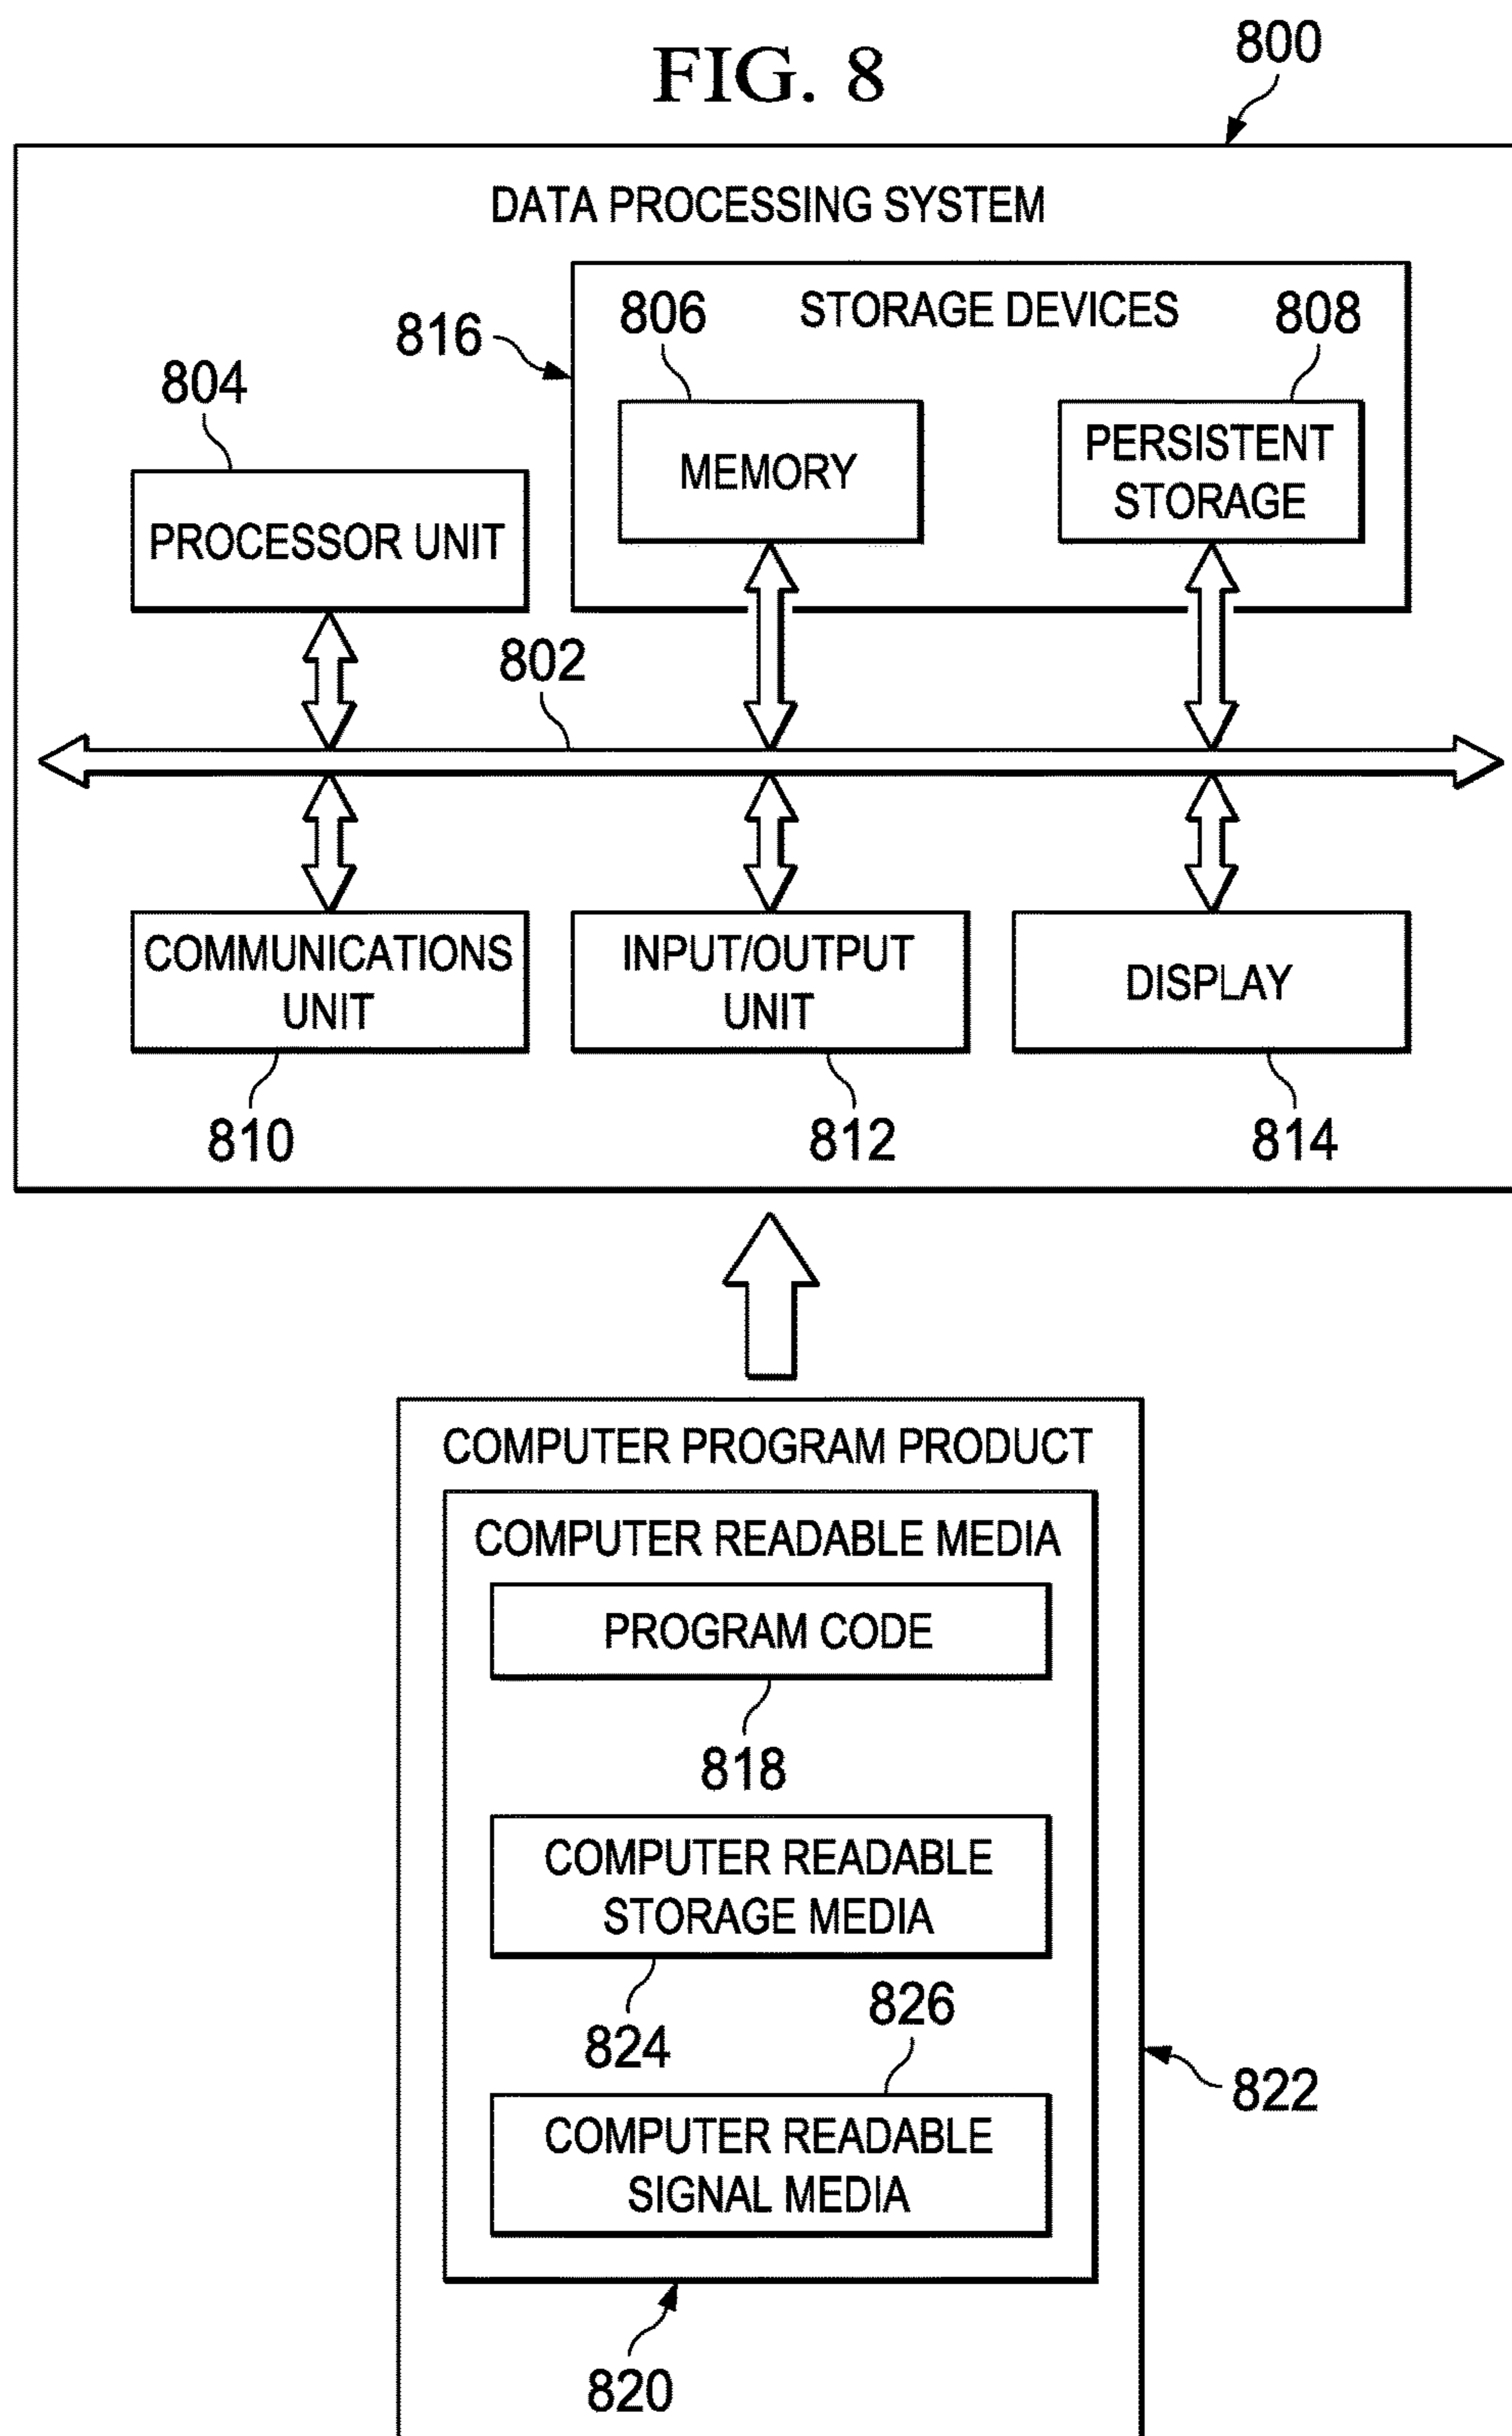 FIG. 8
800
DATA PROCESSING SYSTEM
816
806
STORAGE DEVICES
808
804
MEMORY
PERSISTENT
STORAGE
PROCESSOR UNIT
802
COMMUNICATIONS
UNIT
INPUT/OUTPUT
UNIT
DISPLAY
810
812
814
COMPUTER PROGRAM PRODUCT
COMPUTER READABLE MEDIA
PROGRAM CODE
818
COMPUTER READABLE
STORAGE MEDIA
824
826
822
COMPUTER READABLE
SIGNAL MEDIA
820